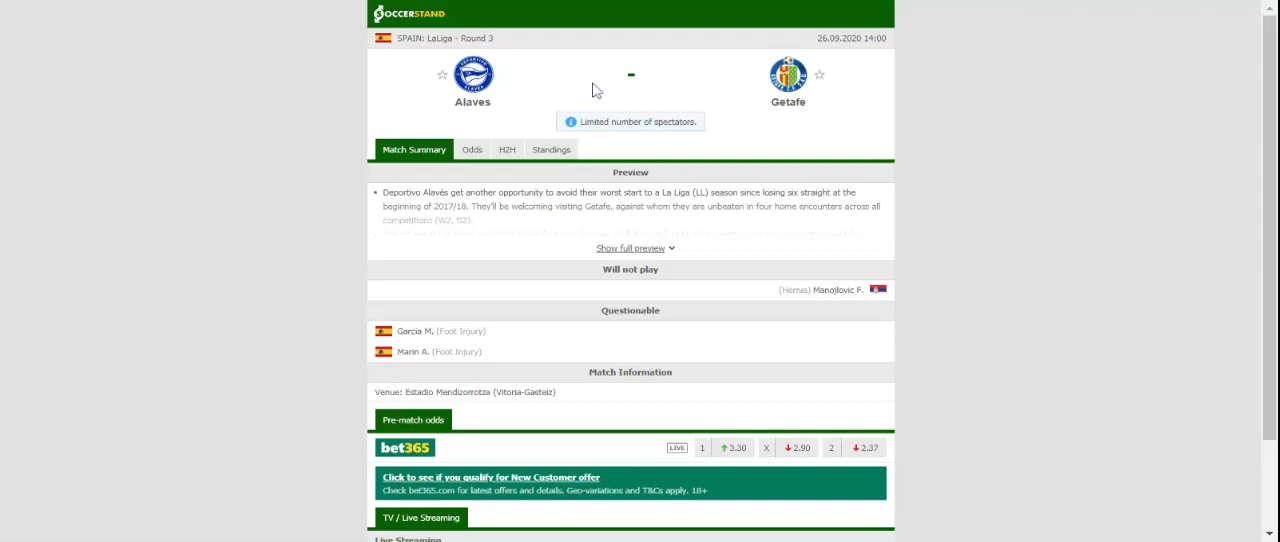 SOCCERSTAND
SPAIN: LaLiga - Round 3 26.09.2020 14:00
Alaves - Getafe
Limited number of spectators.
Match Summary Odds H2H Standings
Preview
Deportivo Alavés get another opportunity to avoid their worst start to a La Liga (LL) season since losing six straight at the
beginning of 2017/18. They'll be welcoming visiting Getafe, against whom they are unbeaten in four home encounters across all
competitions (W2, D2).
Show full preview
Will not play
(Hernia) Manojlovic F.
Questionable
Garcia M. (Foot Injury)
Marin A. (Foot Injury)
Match Information
Venue: Estadio Mendizorrotza (Vitoria-Gasteiz)
Pre-match odds
bet365 LIVE 1 3.30 X 2.90 2 2.37
Click to see if you qualify for New Customer offer
Check bet365.com for latest offers and details. Geo-variations and T&Cs apply. 18+
TV / Live Streaming
Live Streaming